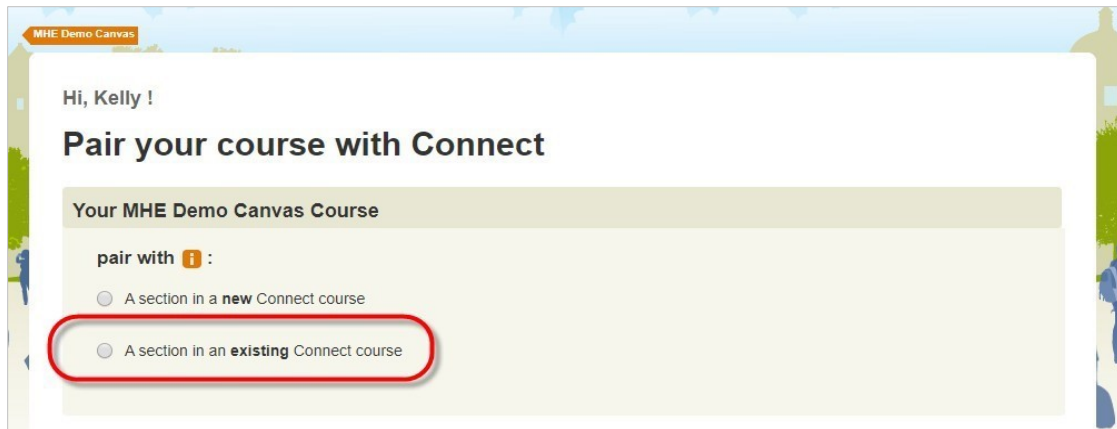 MHE Demo Canvas
Hi, Kelly !
Pair your course with Connect
Your MHE Demo Canvas Course
pair with i :
A section in a new Connect course
A section in an existing Connect course